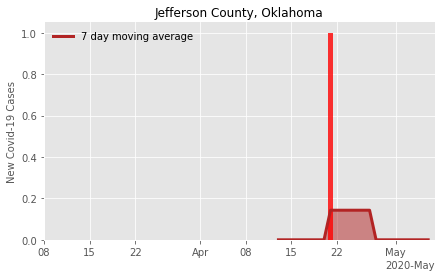 Jefferson County, Oklahoma
7 day moving average
New Covid-19 Cases
1.0
0.8
0.6
0.4
0.2
0.0
08 15 22 Apr 08 15 22 May
2020-May